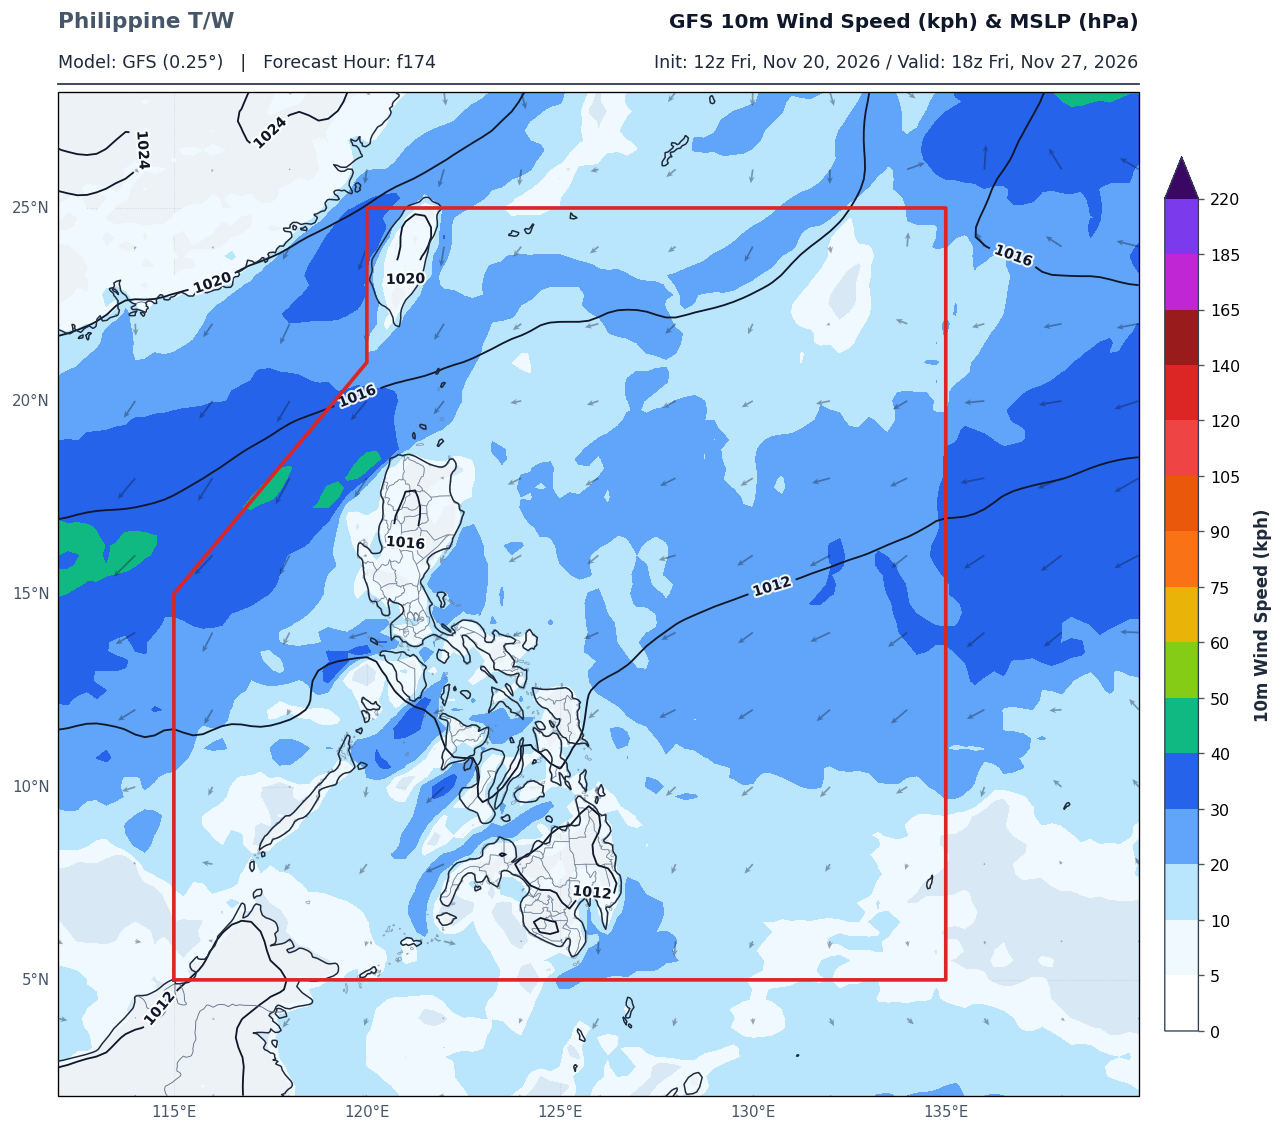 Philippine T/W
GFS 10m Wind Speed (kph) & MSLP (hPa)
Model: GFS (0.25°)   |   Forecast Hour: f174
Init: 12z Fri, Nov 20, 2026 / Valid: 18z Fri, Nov 27, 2026
1024
1024
1020
1020
1016
1016
1016
1012
1012
1012
25°N
20°N
15°N
10°N
5°N
115°E
120°E
125°E
130°E
135°E
220
185
165
140
120
105
90
75
60
50
40
30
20
10
5
0
10m Wind Speed (kph)